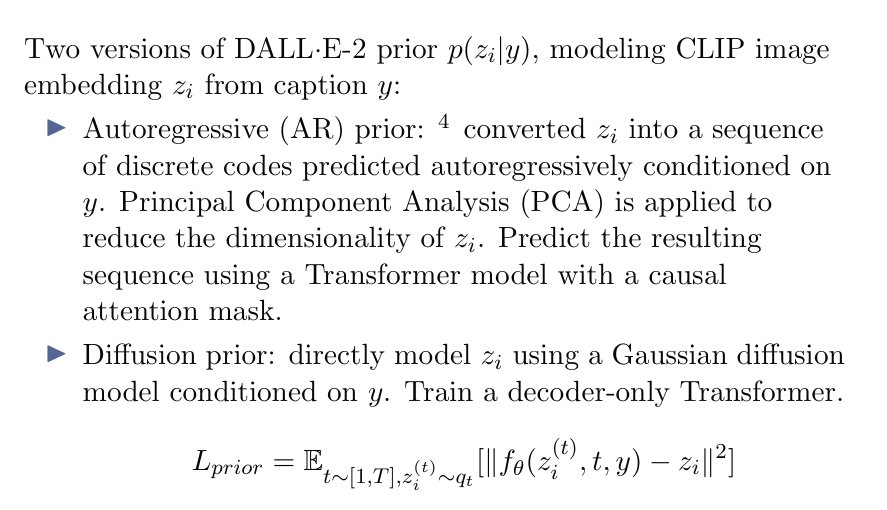 Two versions of DALL·E-2 prior $p(z_i|y)$, modeling CLIP image
embedding $z_i$ from caption $y$:
▶ Autoregressive (AR) prior: $^4$ converted $z_i$ into a sequence
of discrete codes predicted autoregressively conditioned on
$y$. Principal Component Analysis (PCA) is applied to
reduce the dimensionality of $z_i$. Predict the resulting
sequence using a Transformer model with a causal
attention mask.
▶ Diffusion prior: directly model $z_i$ using a Gaussian diffusion
model conditioned on $y$. Train a decoder-only Transformer.
$L_{prior} = \mathbb{E}_{t\sim[1,T],z_i^{(t)}\sim q_t}[\|f_\theta(z_i^{(t)}, t, y) - z_i\|^2]$